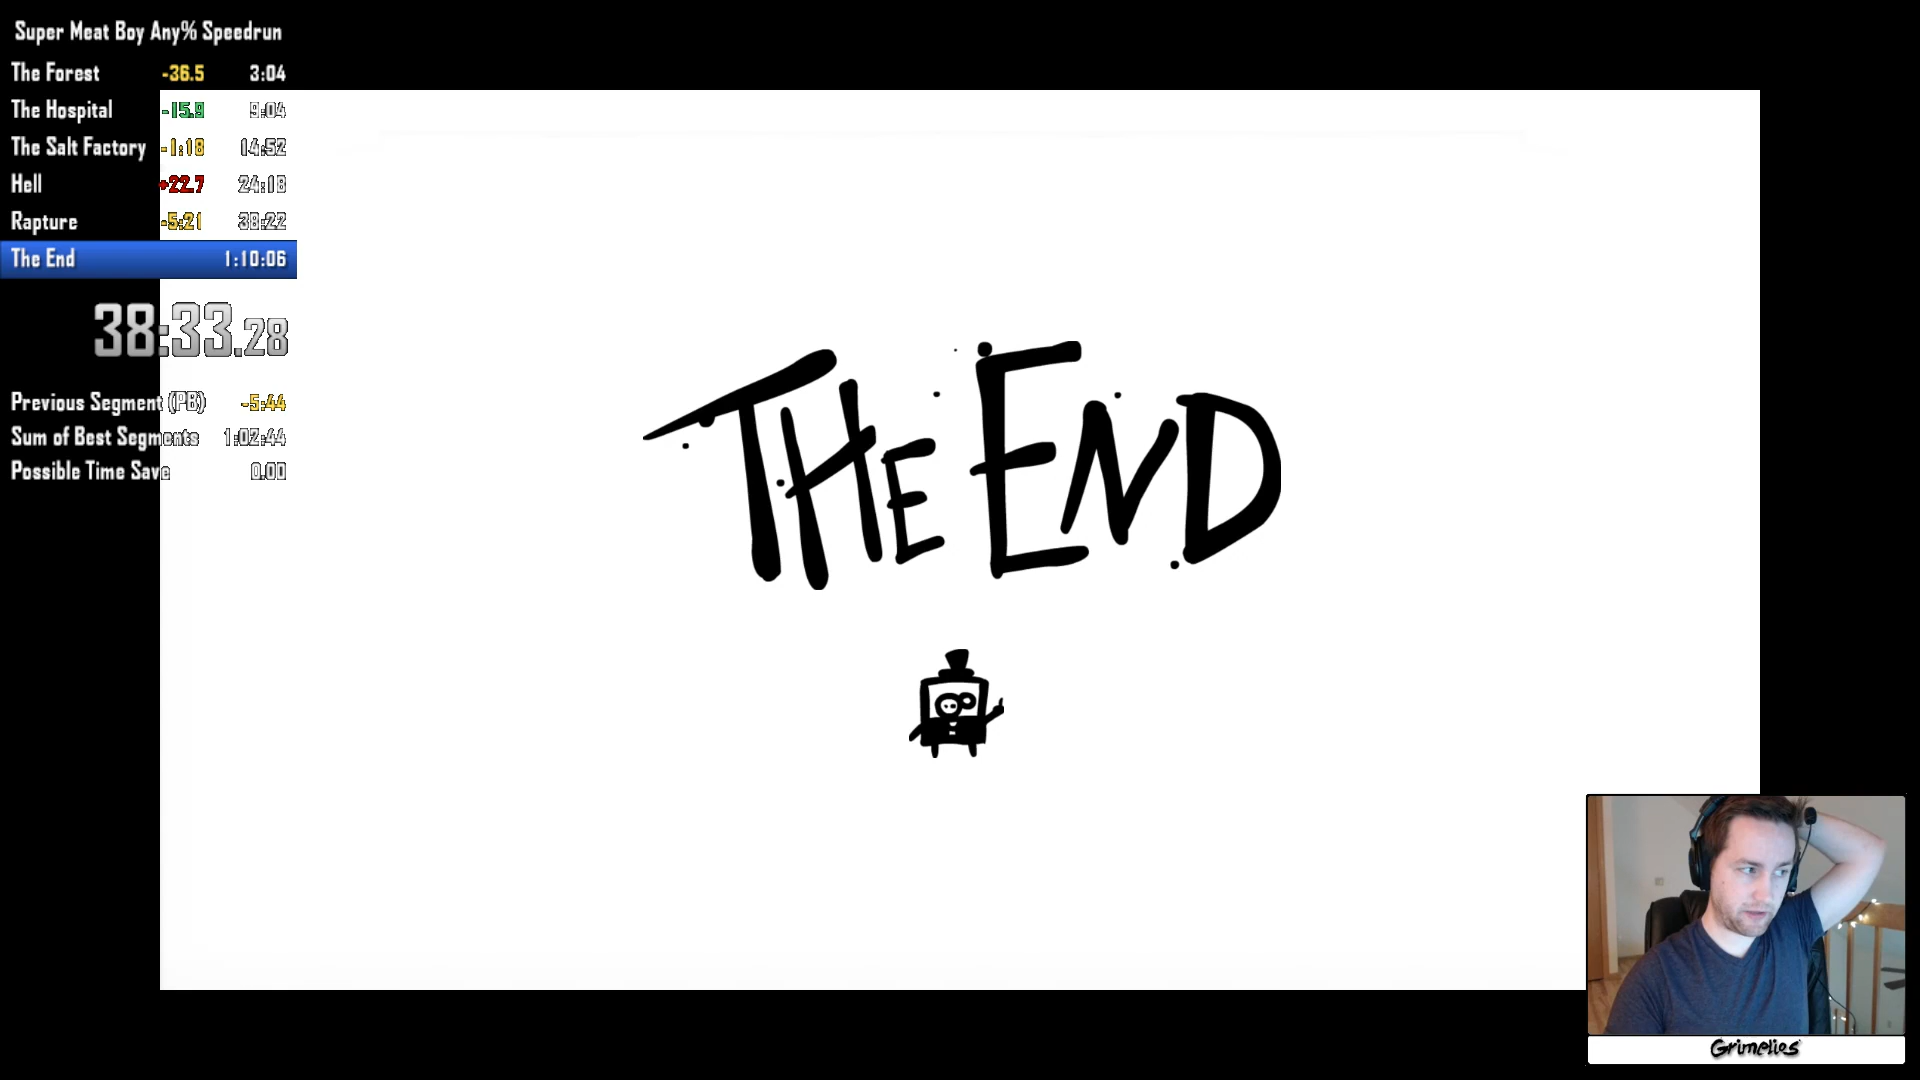 Super Meat Boy Any% Speedrun
The Forest -36.5 3:04
The Hospital -15.9 9:04
The Salt Factory -1:18 14:52
Hell +22.7 24:18
Rapture -5:21 38:22
The End 1:10:06
38:33.28
Previous Segment (PB) -5:44
Sum of Best Segments 1:02:44
Possible Time Save 0.00
THE END
Grimelios